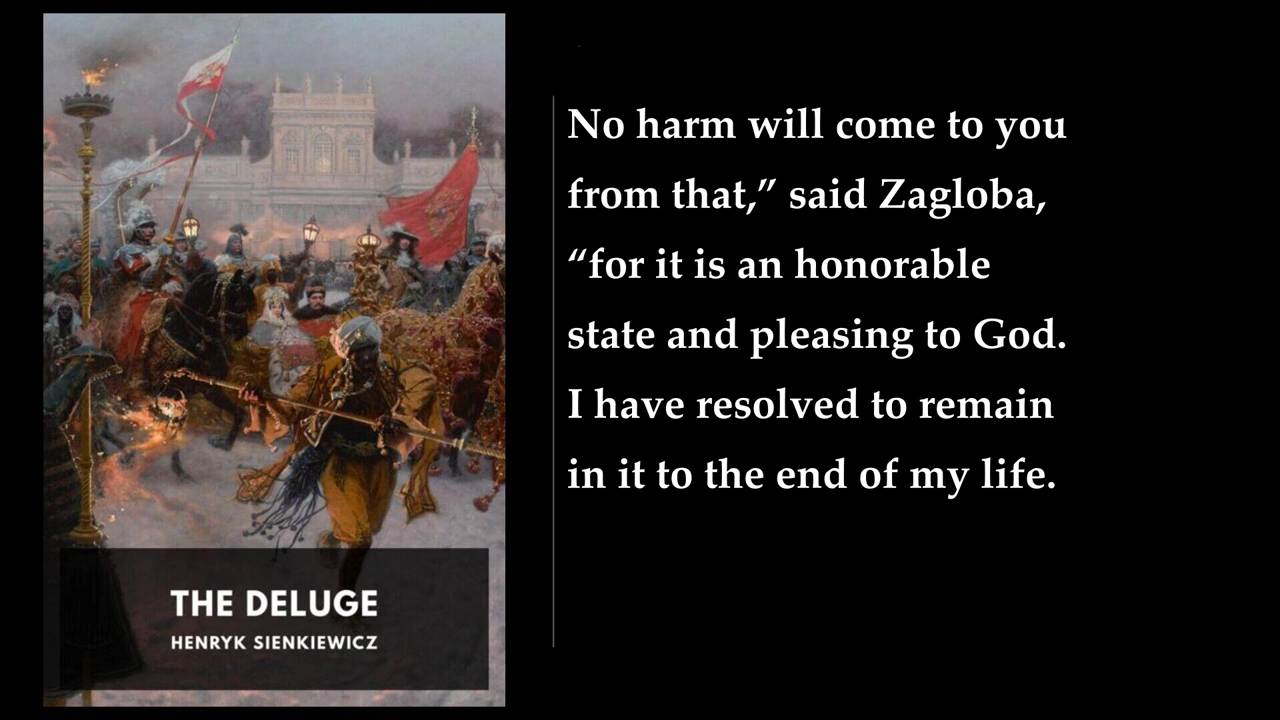 THE DELUGE
HENRYK SIENKIEWICZ
No harm will come to you
from that,” said Zagloba,
“for it is an honorable
state and pleasing to God.
I have resolved to remain
in it to the end of my life.